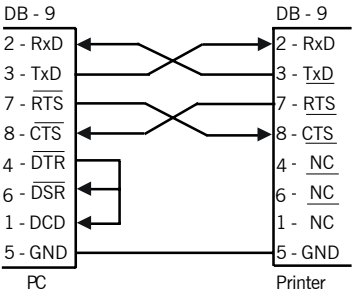 DB - 9 DB - 9
2 - RxD 2 - RxD
3 - TxD 3 - TxD
7 - RTS 7 - RTS
8 - CTS 8 - CTS
4 - DTR 4 - NC
6 - DSR 6 - NC
1 - DCD 1 - NC
5 - GND 5 - GND
PC Printer